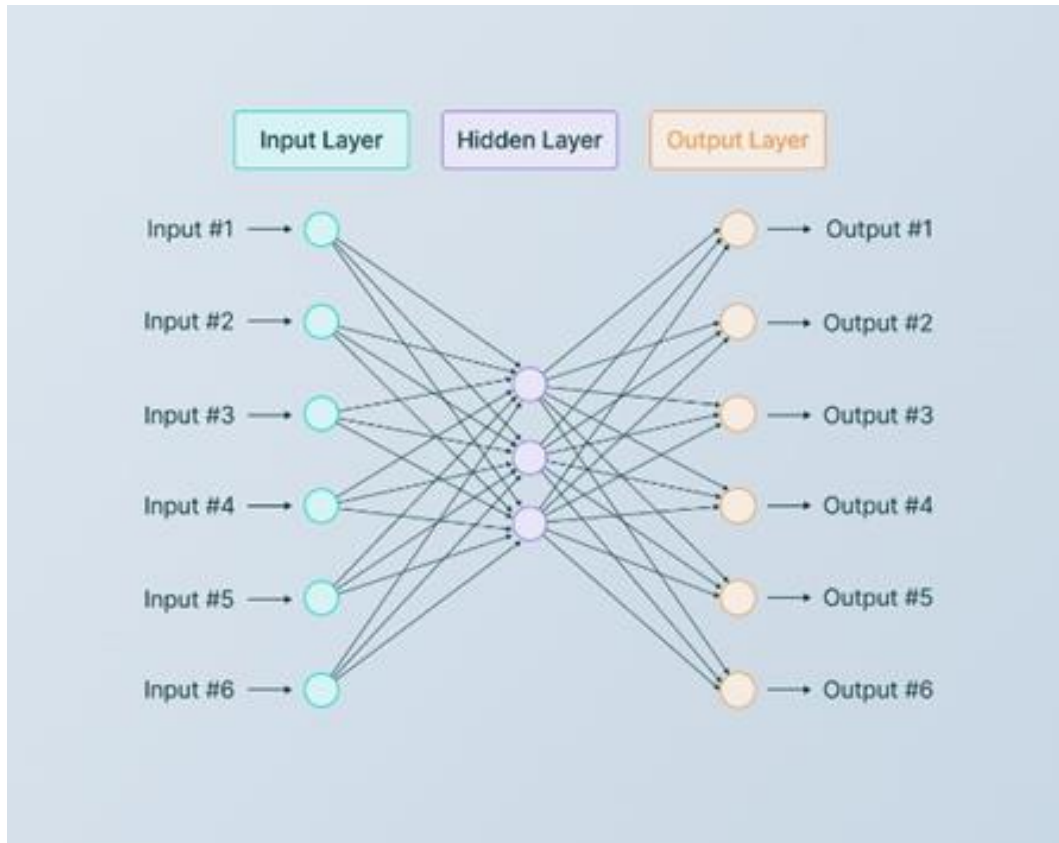 Input Layer
Hidden Layer
Output Layer
Input #1
Output #1
Input #2
Output #2
Input #3
Output #3
Input #4
Output #4
Input #5
Output #5
Input #6
Output #6